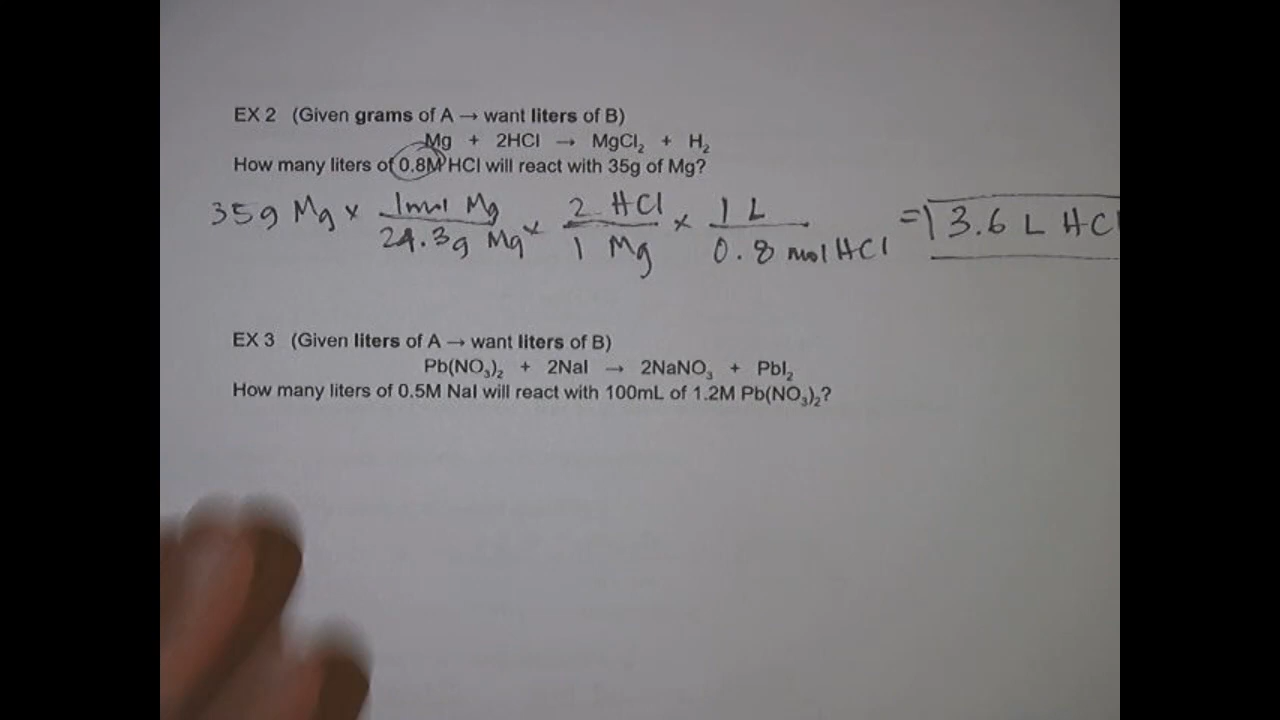 EX 2 (Given grams of A → want liters of B)
Mg + 2HCl → MgCl₂ + H₂
How many liters of 0.8M HCl will react with 35g of Mg?
35g Mg × 1mol Mg / 24.3g Mg × 2 HCl / 1 Mg × 1 L / 0.8 mol HCl = 3.6 L HCl
EX 3 (Given liters of A → want liters of B)
Pb(NO₃)₂ + 2NaI → 2NaNO₃ + PbI₂
How many liters of 0.5M NaI will react with 100mL of 1.2M Pb(NO₃)₂?